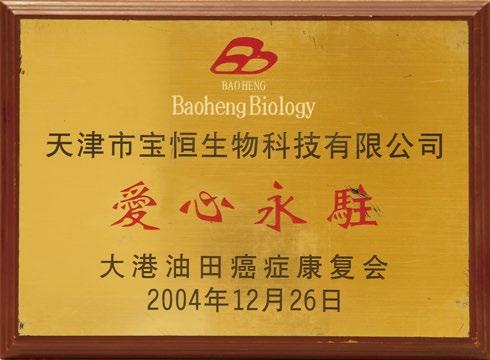 BAO HENG
Baoheng Biology
天津市宝恒生物科技有限公司
愛心永駐
大港油田癌症康复会
2004年12月26日